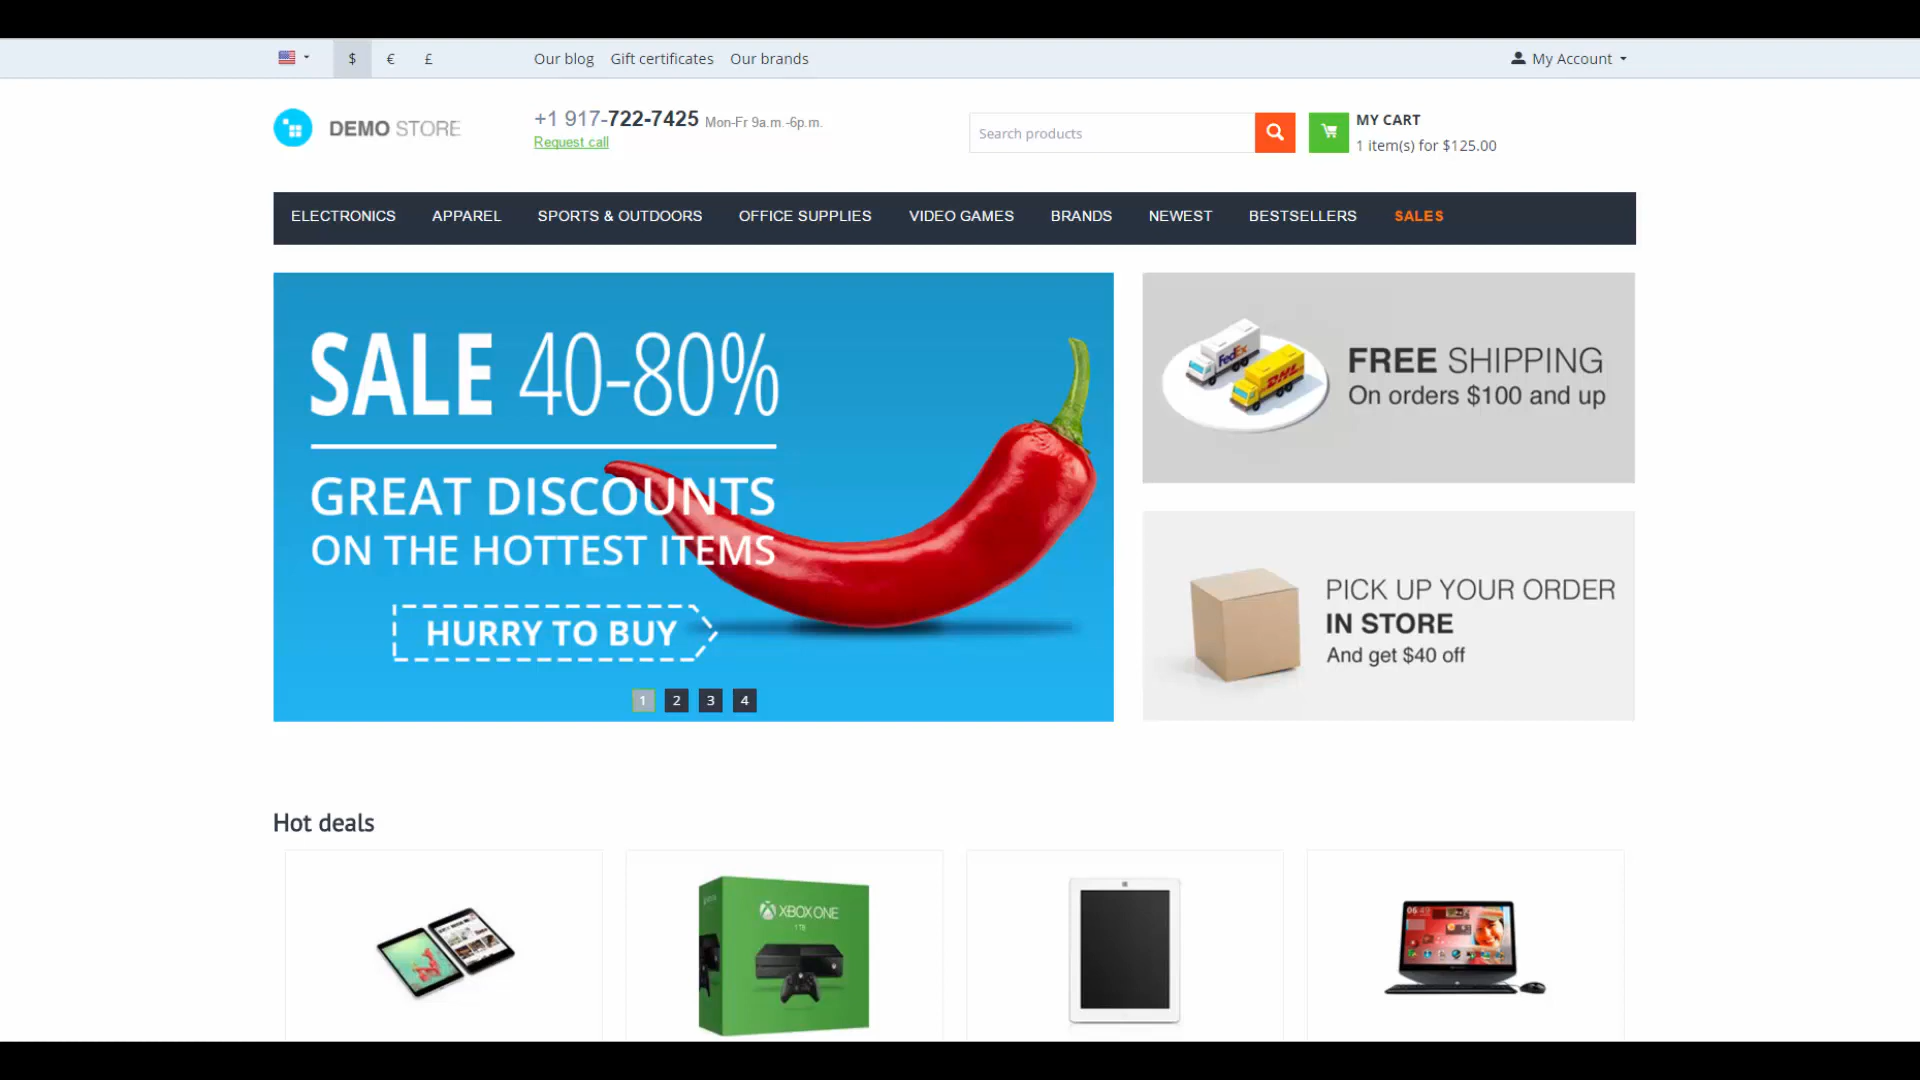 $ € £ Our blog Gift certificates Our brands My Account
DEMO STORE
+1 917-722-7425 Mon-Fr 9a.m.-6p.m.
Request call
Search products
MY CART
1 item(s) for $125.00
ELECTRONICS APPAREL SPORTS & OUTDOORS OFFICE SUPPLIES VIDEO GAMES BRANDS NEWEST BESTSELLERS SALES
SALE 40-80%
GREAT DISCOUNTS
ON THE HOTTEST ITEMS
HURRY TO BUY
1 2 3 4
FedEx
DHL
FREE SHIPPING
On orders $100 and up
PICK UP YOUR ORDER
IN STORE
And get $40 off
Hot deals
XBOX ONE
1TB